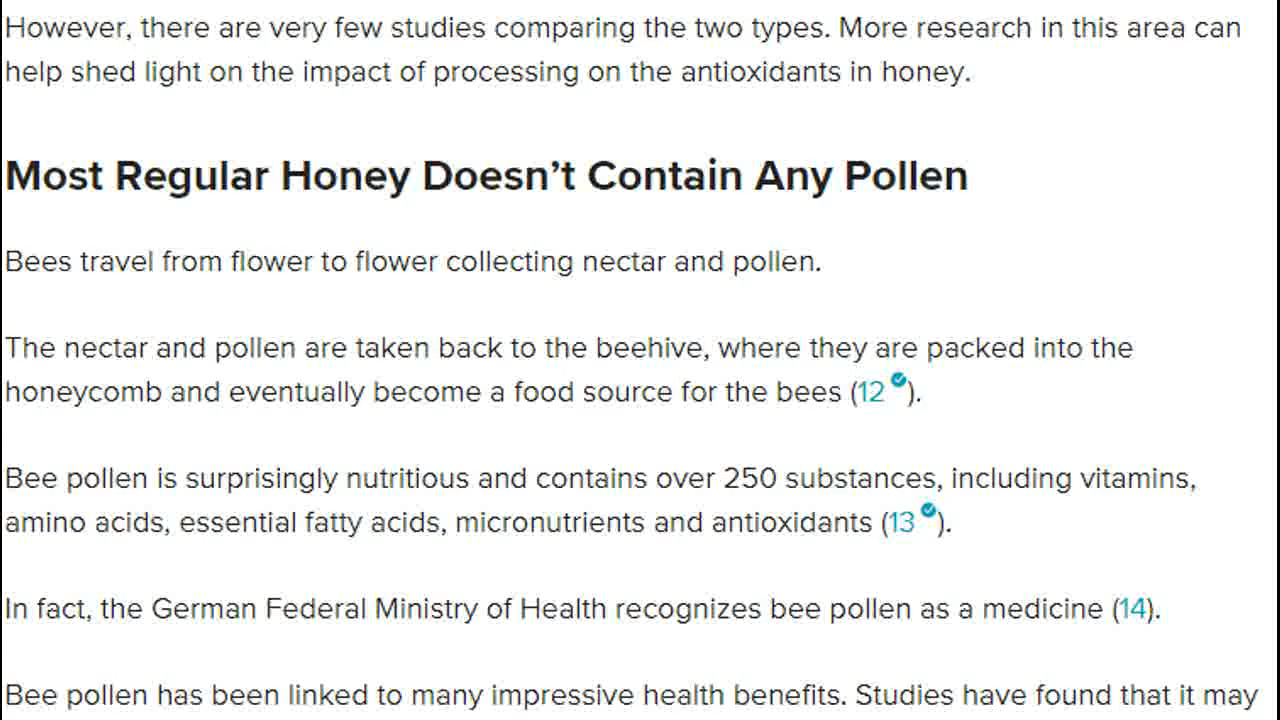 However, there are very few studies comparing the two types. More research in this area can
help shed light on the impact of processing on the antioxidants in honey.
Most Regular Honey Doesn’t Contain Any Pollen
Bees travel from flower to flower collecting nectar and pollen.
The nectar and pollen are taken back to the beehive, where they are packed into the
honeycomb and eventually become a food source for the bees (12).
Bee pollen is surprisingly nutritious and contains over 250 substances, including vitamins,
amino acids, essential fatty acids, micronutrients and antioxidants (13).
In fact, the German Federal Ministry of Health recognizes bee pollen as a medicine (14).
Bee pollen has been linked to many impressive health benefits. Studies have found that it may